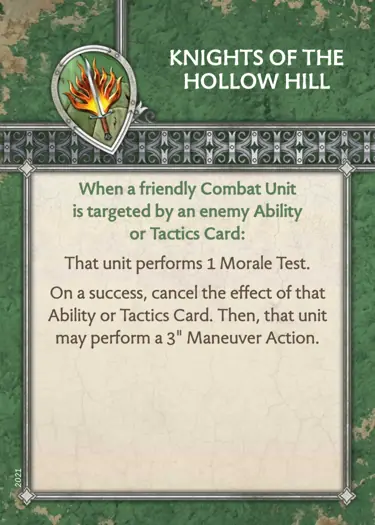 KNIGHTS OF THE
HOLLOW HILL
When a friendly Combat Unit
is targeted by an enemy Ability
or Tactics Card:
That unit performs 1 Morale Test.
On a success, cancel the effect of that
Ability or Tactics Card. Then, that unit
may perform a 3" Maneuver Action.
2021